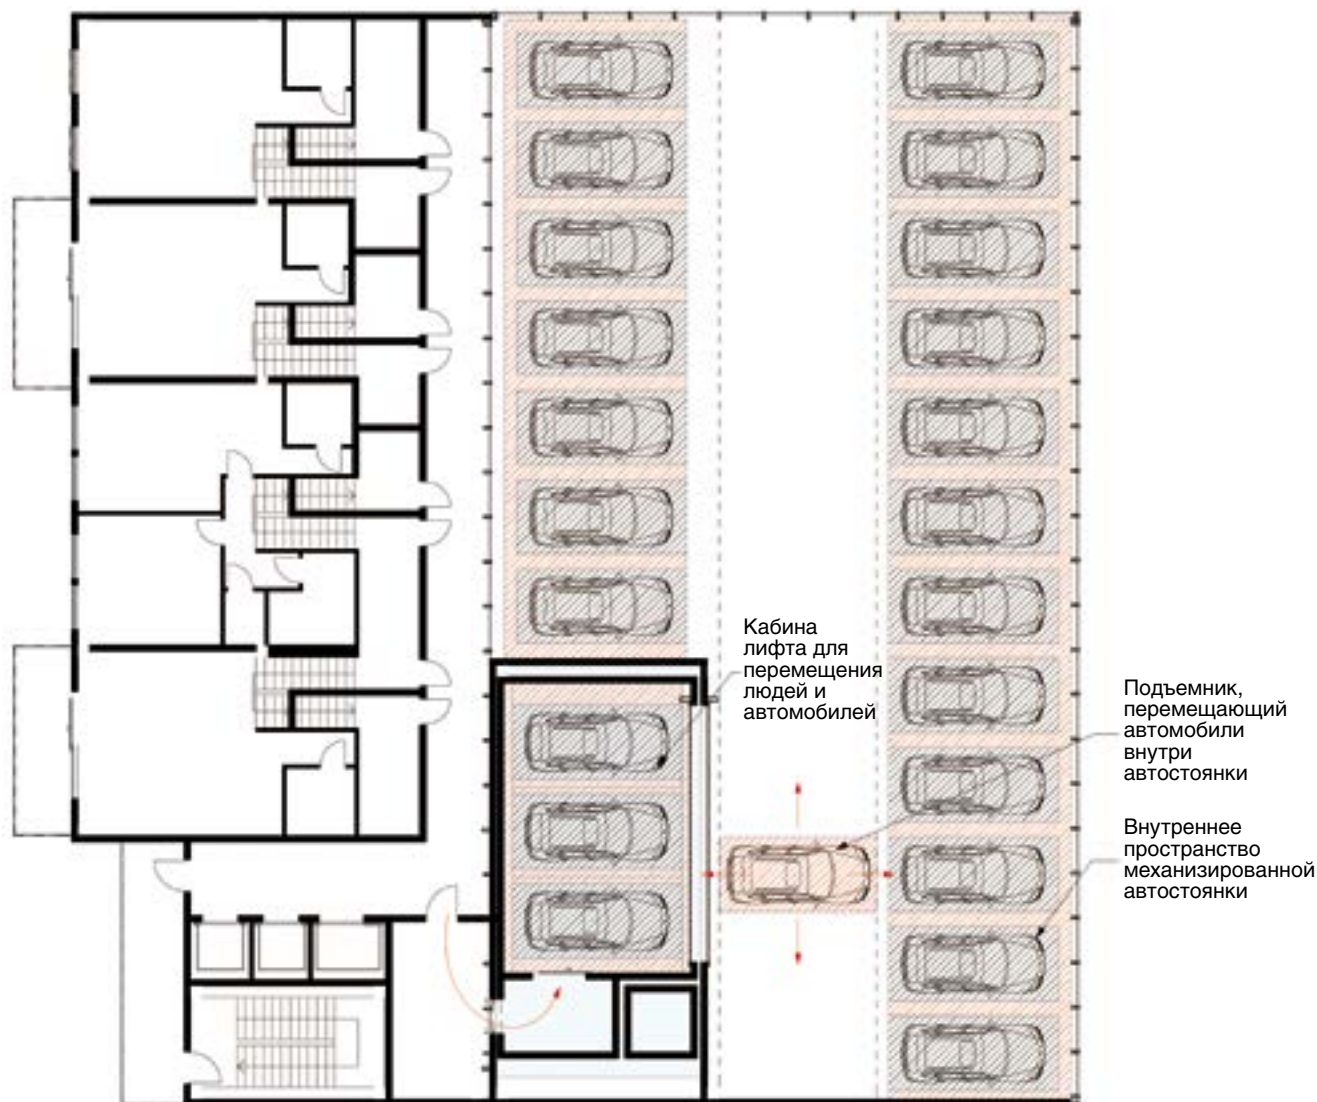 Кабина
лифта для
перемещения
людей и
автомобилей
Подъемник,
перемещающий
автомобили
внутри
автостоянки
Внутреннее
пространство
механизированной
автостоянки